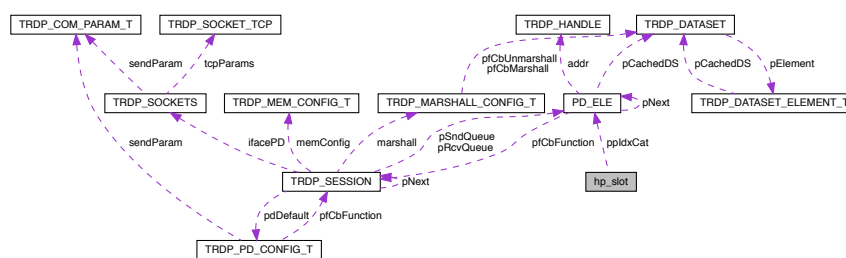 TRDP_COM_PARAM_T
TRDP_SOCKET_TCP
TRDP_HANDLE
TRDP_DATASET
sendParam
tcpParams
pfCbUnmarshall
pfCbMarshall
addr
pCachedDS
pCachedDS
pElement
TRDP_SOCKETS
TRDP_MEM_CONFIG_T
TRDP_MARSHALL_CONFIG_T
PD_ELE
pNext
TRDP_DATASET_ELEMENT_T
sendParam
ifacePD
memConfig
marshall
pSndQueue
pRcvQueue
pfCbFunction
ppIdxCat
TRDP_SESSION
pNext
hp_slot
pdDefault
pfCbFunction
TRDP_PD_CONFIG_T